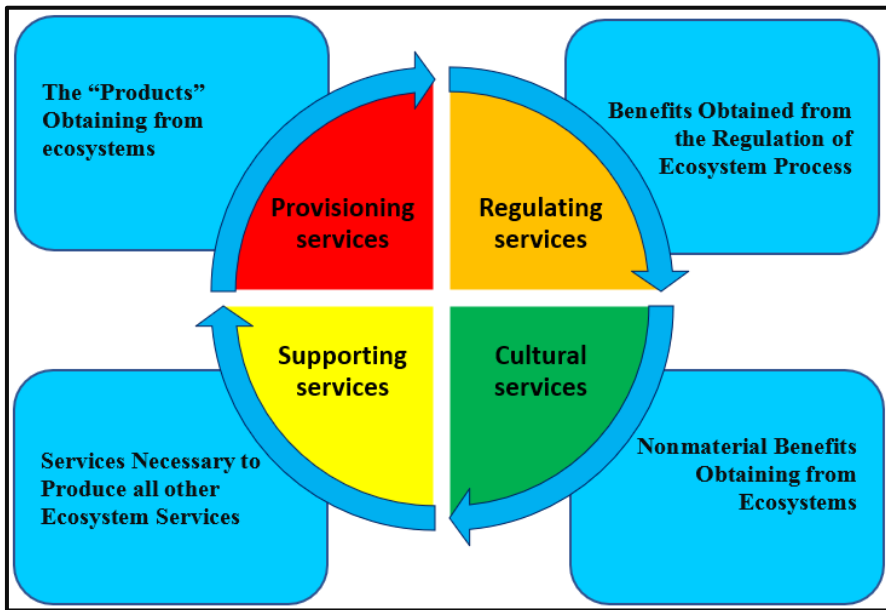 The “Products”
Obtaining from
ecosystems
Benefits Obtained from
the Regulation of
Ecosystem Process
Provisioning
services
Regulating
services
Supporting
services
Cultural
services
Services Necessary to
Produce all other
Ecosystem Services
Nonmaterial Benefits
Obtaining from
Ecosystems